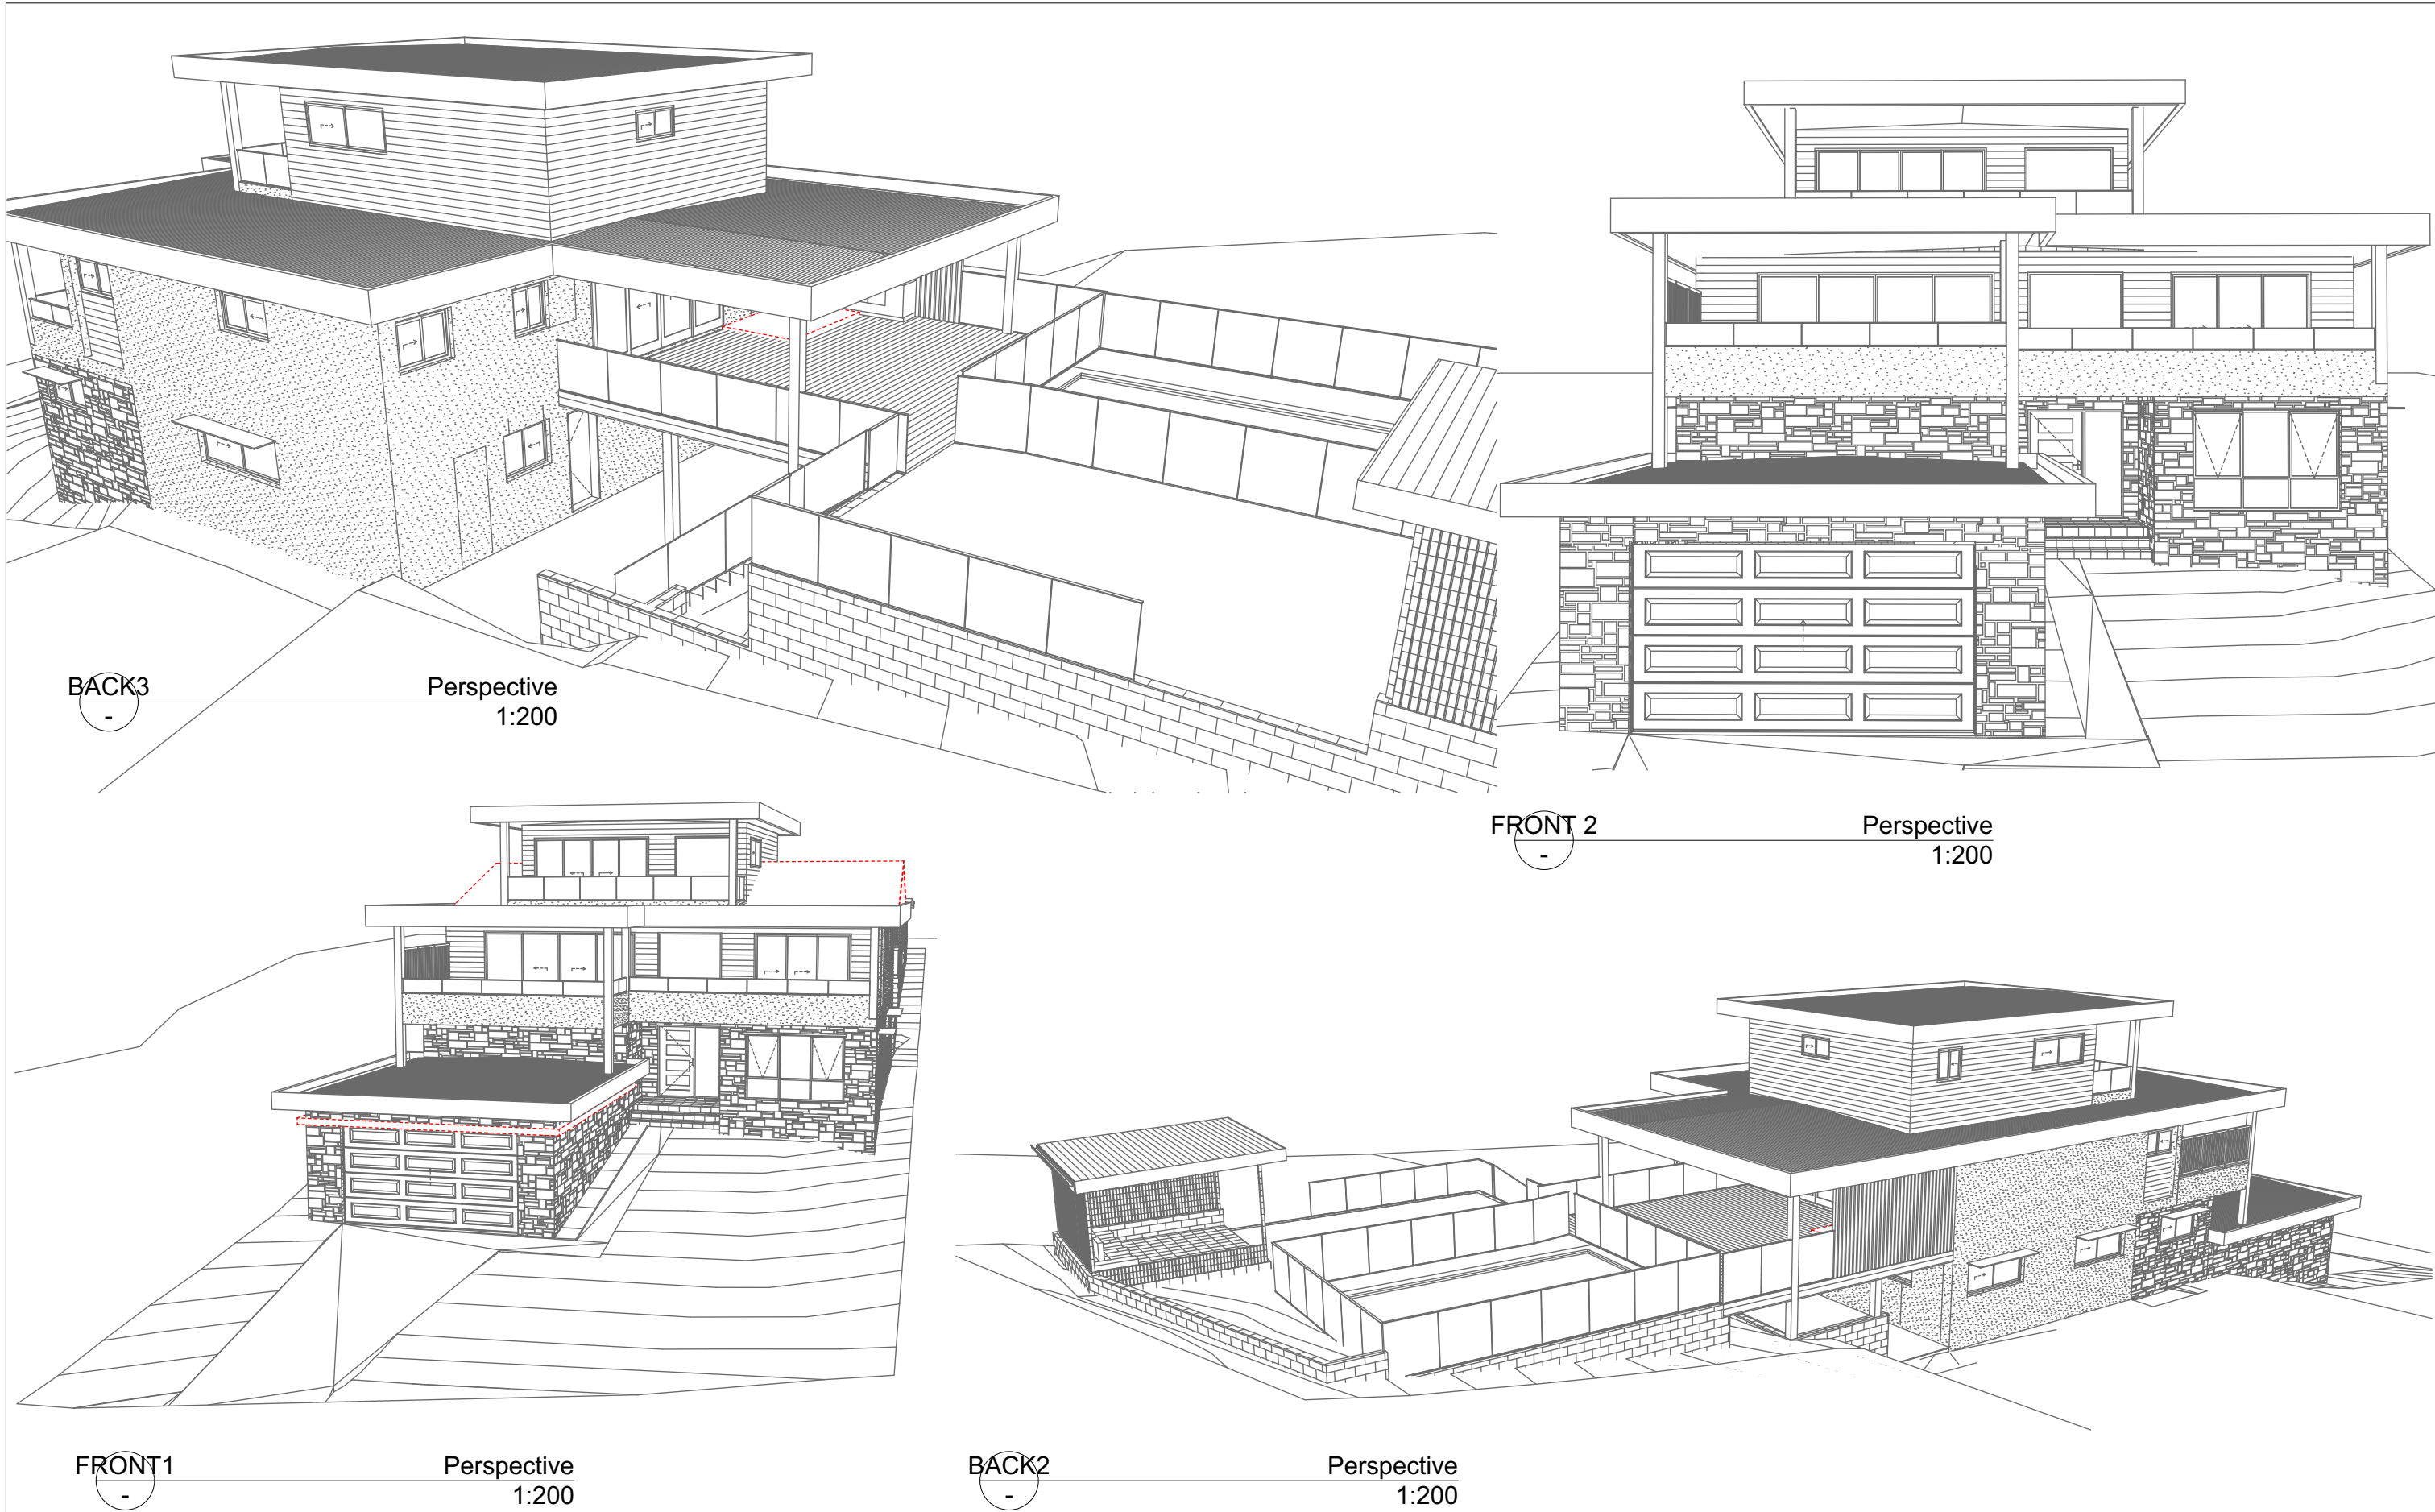 BACK3 Perspective
- 1:200
FRONT 2 Perspective
- 1:200
FRONT1 Perspective
- 1:200
BACK2 Perspective
- 1:200